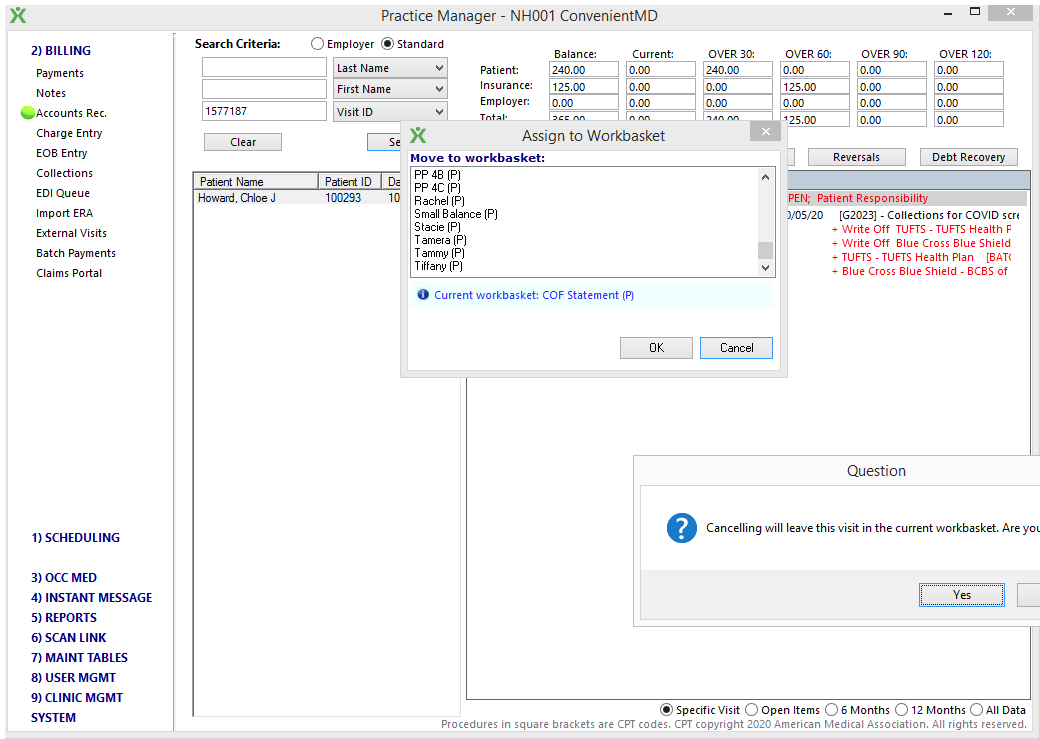 Practice Manager - NH001 ConvenientMD
2) BILLING
Payments
Notes
Accounts Rec.
Charge Entry
EOB Entry
Collections
EDI Queue
Import ERA
External Visits
Batch Payments
Claims Portal
1) SCHEDULING
3) OCC MED
4) INSTANT MESSAGE
5) REPORTS
6) SCAN LINK
7) MAINT TABLES
8) USER MGMT
9) CLINIC MGMT
SYSTEM
Search Criteria: Employer Standard
Last Name
First Name
1577187 Visit ID
Clear Se
Balance: Current: OVER 30: OVER 60: OVER 90: OVER 120:
Patient: 240.00 0.00 240.00 0.00 0.00 0.00
Insurance: 125.00 0.00 0.00 125.00 0.00 0.00
Employer: 0.00 0.00 0.00 0.00 0.00 0.00
Total: 365.00 0.00 240.00 125.00 0.00 0.00
Reversals Debt Recovery
Patient Name Patient ID Da
Howard, Chloe J 100293 10
PEN; Patient Responsibility
0/05/20 [G2023] - Collections for COVID scre
+ Write Off TUFTS - TUFTS Health P
+ Write Off Blue Cross Blue Shield
+ TUFTS - TUFTS Health Plan [BATC
+ Blue Cross Blue Shield - BCBS of
Assign to Workbasket
Move to workbasket:
PP 4B (P)
PP 4C (P)
Rachel (P)
Small Balance (P)
Stacie (P)
Tamera (P)
Tammy (P)
Tiffany (P)
Current workbasket: COF Statement (P)
OK Cancel
Question
Cancelling will leave this visit in the current workbasket. Are you
Yes
Specific Visit Open Items 6 Months 12 Months All Data
Procedures in square brackets are CPT codes. CPT copyright 2020 American Medical Association. All rights reserved.